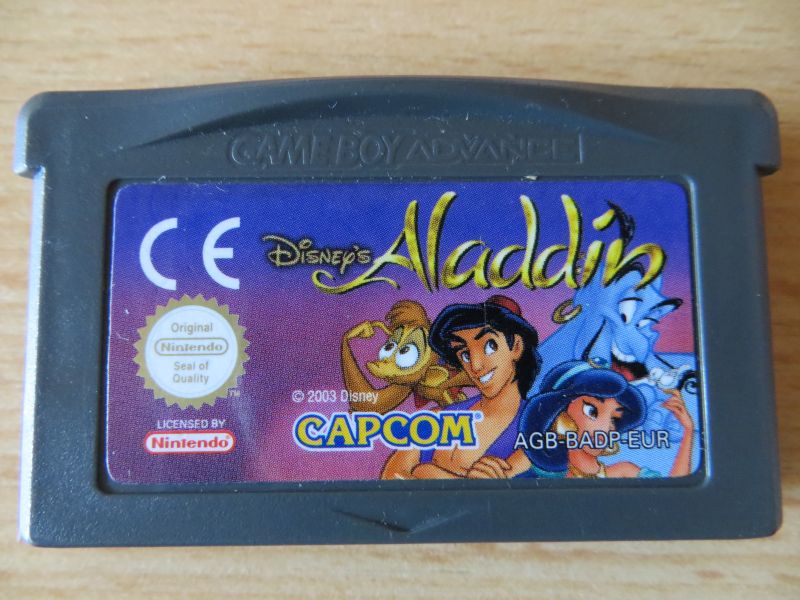 GAME BOY ADVANCE
CE
Disney's Aladdin
Original
Nintendo
Seal of
Quality
TM
© 2003 Disney
LICENSED BY
Nintendo
CAPCOM®
AGB-BADP-EUR